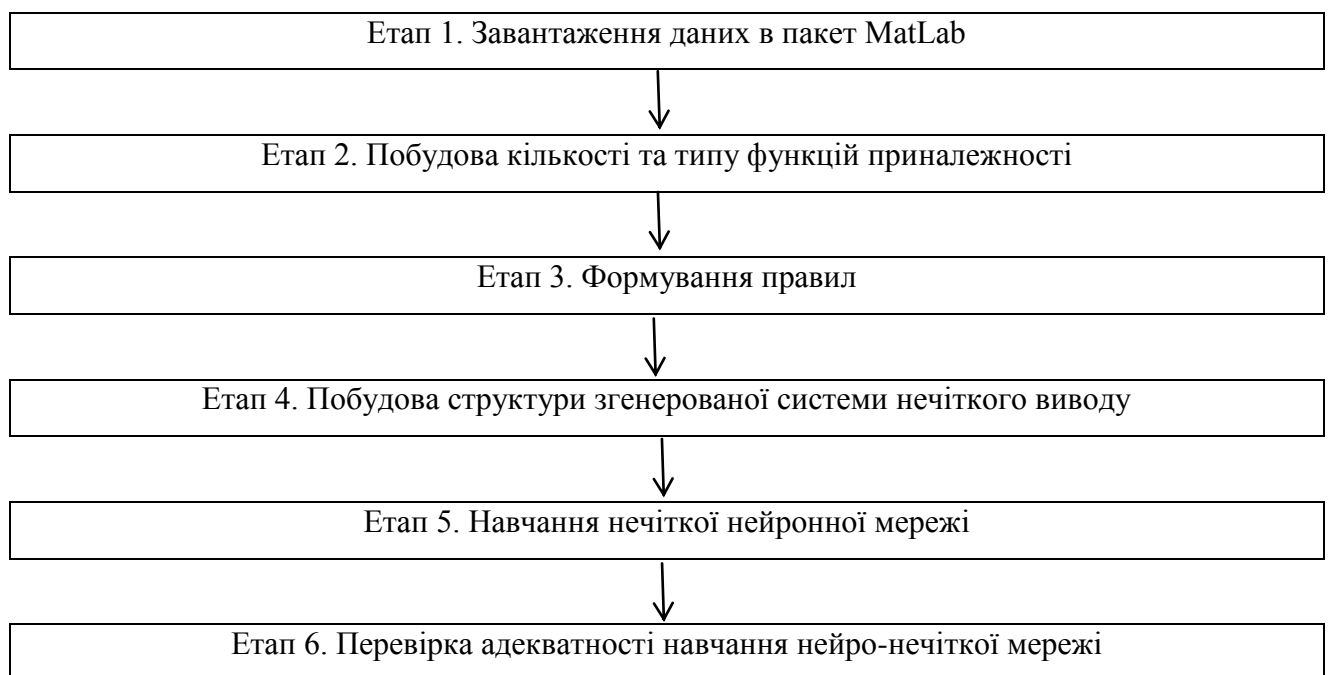 Етап 1. Завантаження даних в пакет MatLab
Етап 2. Побудова кількості та типу функцій приналежності
Етап 3. Формування правил
Етап 4. Побудова структури згенерованої системи нечіткого виводу
Етап 5. Навчання нечіткої нейронної мережі
Етап 6. Перевірка адекватності навчання нейро-нечіткої мережі